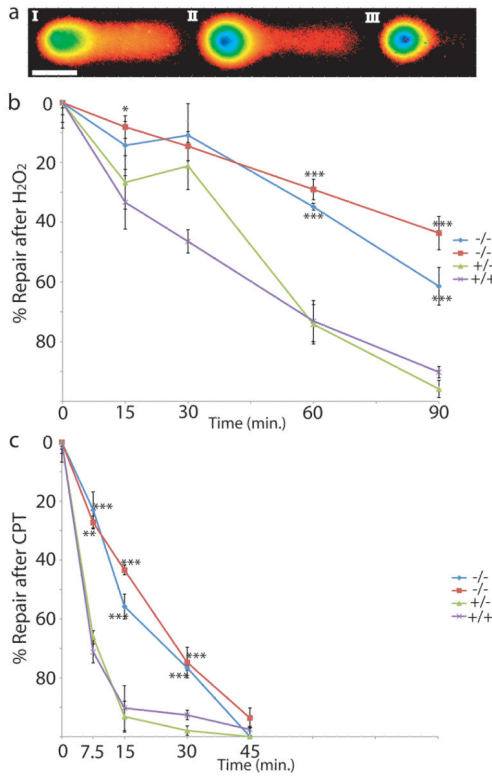 a
I II III
b
0
20
40
60
80
% Repair after H₂O₂
*
***
***
***
***
-/-
-/-
+/-
+/+
0 15 30 60 90
Time (min.)
c
0
20
40
60
80
% Repair after CPT
***
**
***
***
***
***
-/-
-/-
+/-
+/+
0 7.5 15 30 45
Time (min.)